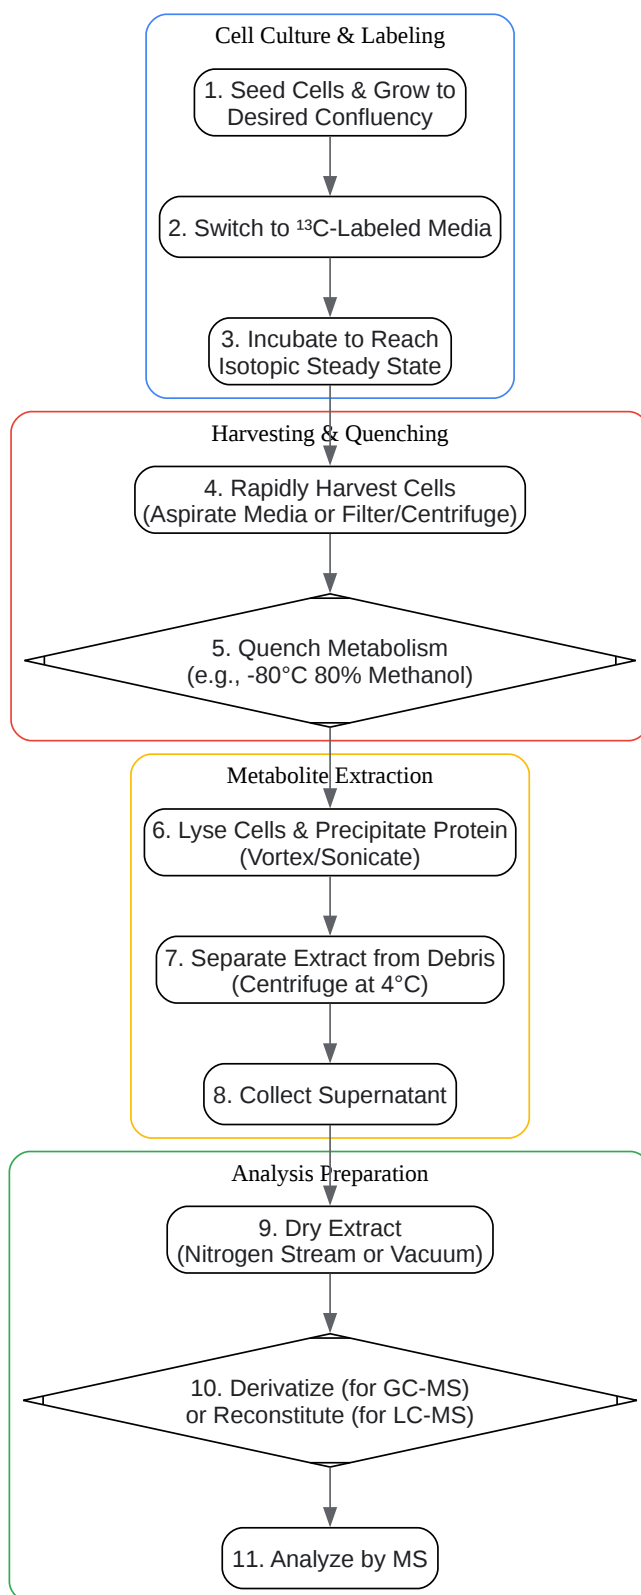 Cell Culture & Labeling
1. Seed Cells & Grow to
Desired Confluency
2. Switch to ¹³C-Labeled Media
3. Incubate to Reach
Isotopic Steady State
Harvesting & Quenching
4. Rapidly Harvest Cells
(Aspirate Media or Filter/Centrifuge)
5. Quench Metabolism
(e.g., -80°C 80% Methanol)
Metabolite Extraction
6. Lyse Cells & Precipitate Protein
(Vortex/Sonicate)
7. Separate Extract from Debris
(Centrifuge at 4°C)
8. Collect Supernatant
Analysis Preparation
9. Dry Extract
(Nitrogen Stream or Vacuum)
10. Derivatize (for GC-MS)
or Reconstitute (for LC-MS)
11. Analyze by MS